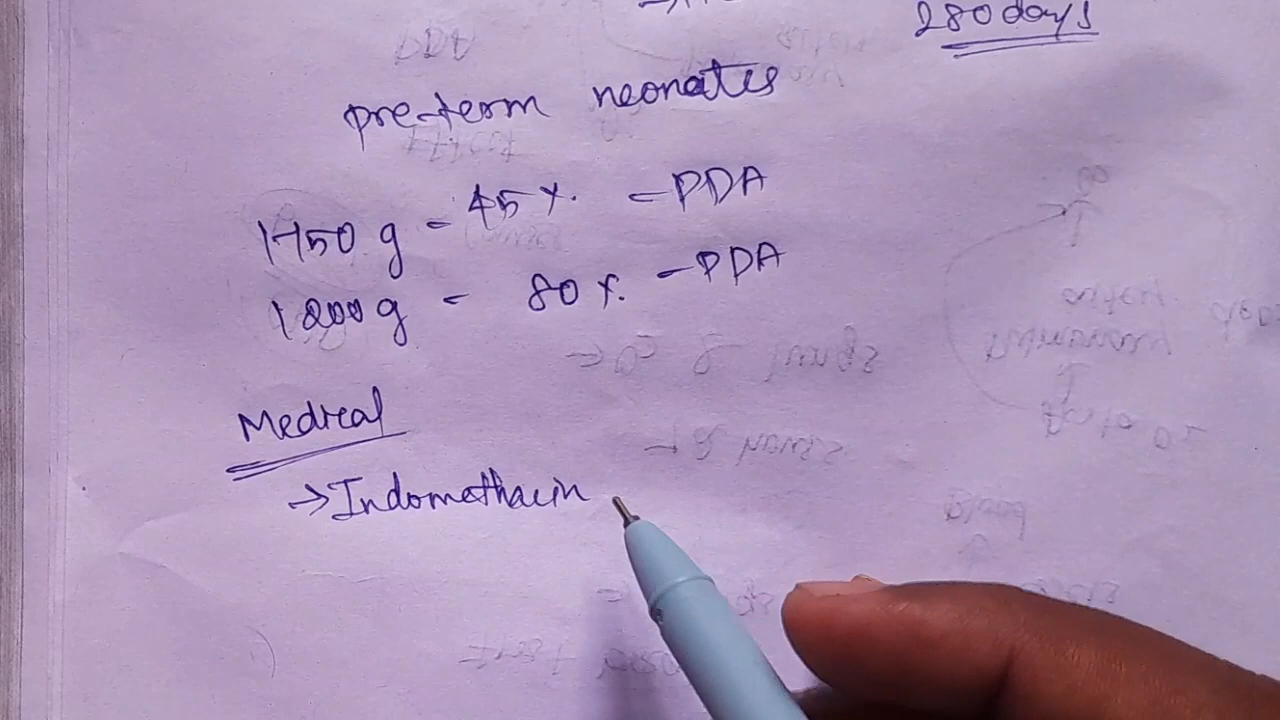 280 days
pre-term neonates
1750 g - 45 %. - PDA
1200 g - 80 %. - PDA
Medical
→ Indomethacin